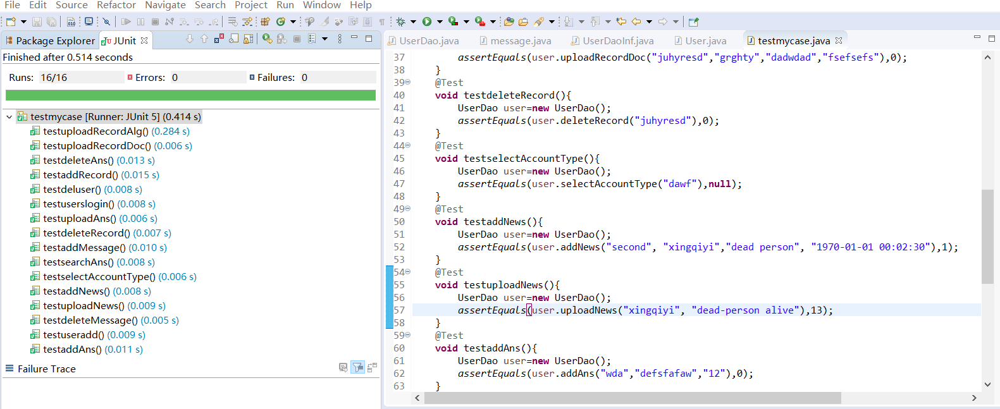 File Edit Source Refactor Navigate Search Project Run Window Help
Package Explorer JUnit
Finished after 0.514 seconds
Runs: 16/16 Errors: 0 Failures: 0
testmycase [Runner: JUnit 5] (0.414 s)
testuploadRecordAlg() (0.284 s)
testuploadRecordDoc() (0.006 s)
testdeleteAns() (0.013 s)
testaddRecord() (0.015 s)
testdeluser() (0.008 s)
testuserslogin() (0.008 s)
testuploadAns() (0.006 s)
testdeleteRecord() (0.007 s)
testaddMessage() (0.010 s)
testsearchAns() (0.008 s)
testselectAccountType() (0.006 s)
testaddNews() (0.008 s)
testuploadNews() (0.009 s)
testdeleteMessage() (0.005 s)
testuseradd() (0.009 s)
testaddAns() (0.011 s)
Failure Trace
UserDao.java message.java UserDaoInf.java User.java testmycase.java
37 assertEquals(user.uploadRecordDoc("juhyresd","grghty","dadwdad","fsefsefs"),0);
38 }
39 @Test
40 void testdeleteRecord(){
41 UserDao user=new UserDao();
42 assertEquals(user.deleteRecord("juhyresd"),0);
43 }
44 @Test
45 void testselectAccountType(){
46 UserDao user=new UserDao();
47 assertEquals(user.selectAccountType("dawf"),null);
48 }
49 @Test
50 void testaddNews(){
51 UserDao user=new UserDao();
52 assertEquals(user.addNews("second", "xingqiyi","dead person", "1970-01-01 00:02:30"),1);
53 }
54 @Test
55 void testuploadNews(){
56 UserDao user=new UserDao();
57 assertEquals(user.uploadNews("xingqiyi", "dead-person alive"),13);
58 }
59 @Test
60 void testaddAns(){
61 UserDao user=new UserDao();
62 assertEquals(user.addAns("wda","defsfafaw","12"),0);
63 }